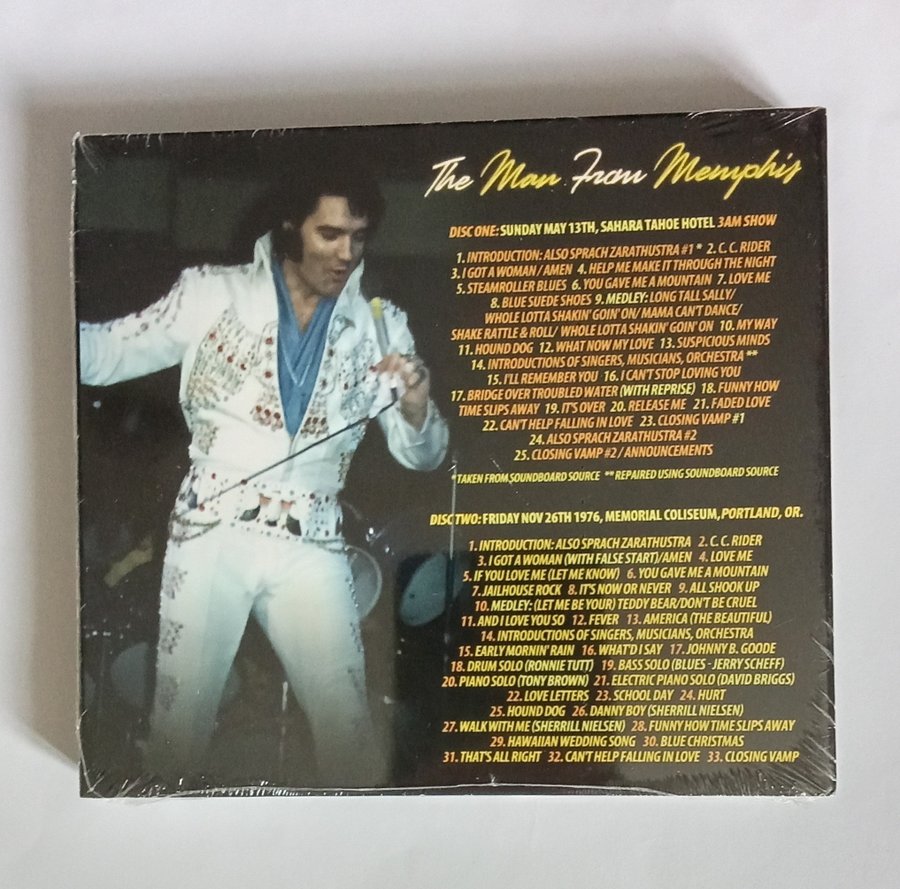 The Man From Memphis
DISC ONE: SUNDAY MAY 13TH, SAHARA TAHOE HOTEL 3AM SHOW
1. INTRODUCTION: ALSO SPRACH ZARATHUSTRA #1 * 2. C. C. RIDER
3. I GOT A WOMAN / AMEN 4. HELP ME MAKE IT THROUGH THE NIGHT
5. STEAMROLLER BLUES 6. YOU GAVE ME A MOUNTAIN 7. LOVE ME
8. BLUE SUEDE SHOES 9. MEDLEY: LONG TALL SALLY/
WHOLE LOTTA SHAKIN' GOIN' ON/ MAMA CAN'T DANCE/
SHAKE RATTLE & ROLL/ WHOLE LOTTA SHAKIN' GOIN' ON 10. MY WAY
11. HOUND DOG 12. WHAT NOW MY LOVE 13. SUSPICIOUS MINDS
14. INTRODUCTIONS OF SINGERS, MUSICIANS, ORCHESTRA **
15. I'LL REMEMBER YOU 16. I CAN'T STOP LOVING YOU
17. BRIDGE OVER TROUBLED WATER (WITH REPRISE) 18. FUNNY HOW
TIME SLIPS AWAY 19. IT'S OVER 20. RELEASE ME 21. FADED LOVE
22. CAN'T HELP FALLING IN LOVE 23. CLOSING VAMP #1
24. ALSO SPRACH ZARATHUSTRA #2
25. CLOSING VAMP #2 / ANNOUNCEMENTS
* TAKEN FROM SOUNDBOARD SOURCE ** REPAIRED USING SOUNDBOARD SOURCE
DISC TWO: FRIDAY NOV 26TH 1976, MEMORIAL COLISEUM, PORTLAND, OR.
1. INTRODUCTION: ALSO SPRACH ZARATHUSTRA 2. C. C. RIDER
3. I GOT A WOMAN (WITH FALSE START)/AMEN 4. LOVE ME
5. IF YOU LOVE ME (LET ME KNOW) 6. YOU GAVE ME A MOUNTAIN
7. JAILHOUSE ROCK 8. IT'S NOW OR NEVER 9. ALL SHOOK UP
10. MEDLEY: (LET ME BE YOUR) TEDDY BEAR/DON'T BE CRUEL
11. AND I LOVE YOU SO 12. FEVER 13. AMERICA (THE BEAUTIFUL)
14. INTRODUCTIONS OF SINGERS, MUSICIANS, ORCHESTRA
15. EARLY MORNIN' RAIN 16. WHAT'D I SAY 17. JOHNNY B. GOODE
18. DRUM SOLO (RONNIE TUTT) 19. BASS SOLO (BLUES - JERRY SCHEFF)
20. PIANO SOLO (TONY BROWN) 21. ELECTRIC PIANO SOLO (DAVID BRIGGS)
22. LOVE LETTERS 23. SCHOOL DAY 24. HURT
25. HOUND DOG 26. DANNY BOY (SHERRILL NIELSEN)
27. WALK WITH ME (SHERRILL NIELSEN) 28. FUNNY HOW TIME SLIPS AWAY
29. HAWAIIAN WEDDING SONG 30. BLUE CHRISTMAS
31. THAT'S ALL RIGHT 32. CAN'T HELP FALLING IN LOVE 33. CLOSING VAMP